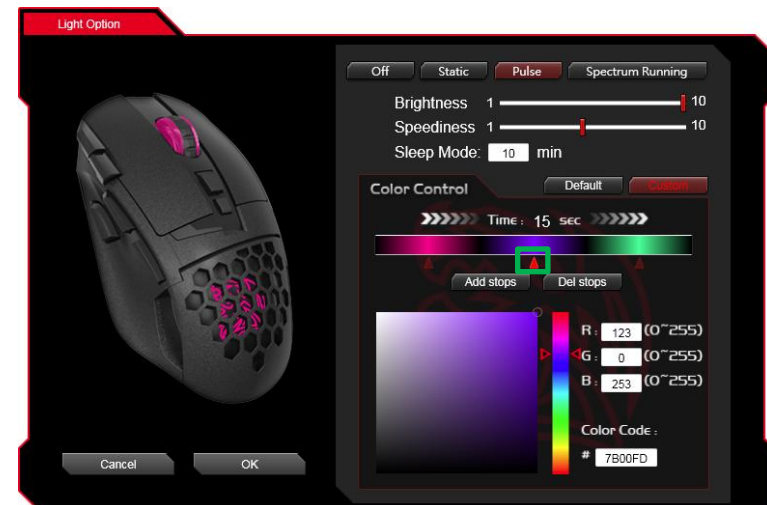 Light Option
Off Static Pulse Spectrum Running
Brightness 1 10
Speediness 1 10
Sleep Mode: 10 min
Color Control Default Custom
Time: 15 sec
Add stops Del stops
R: 123 (0~255)
G: 0 (0~255)
B: 253 (0~255)
Color Code:
# 7B00FD
Cancel OK